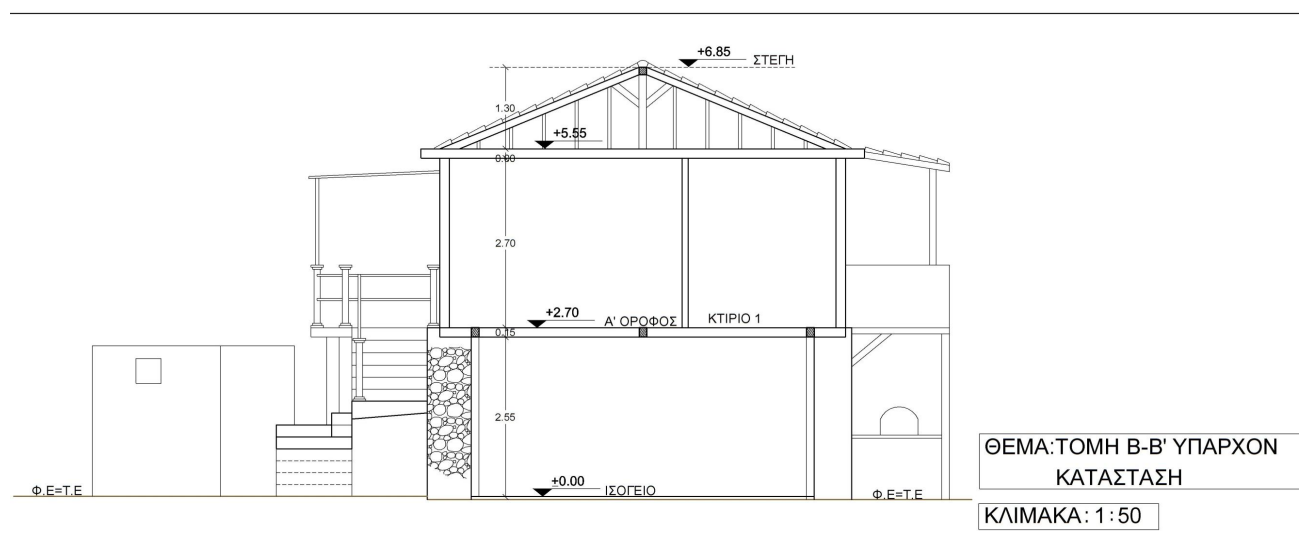 +6.85
ΣΤΕΓΗ
1.30
+5.55
0.00
2.70
+2.70
Α' ΟΡΟΦΟΣ
ΚΤΙΡΙΟ 1
0.15
2.55
+0.00
ΙΣΟΓΕΙΟ
Φ.Ε=Τ.Ε
Φ.Ε=Τ.Ε
ΘΕΜΑ:ΤΟΜΗ Β-Β' ΥΠΑΡΧΟΝ
ΚΑΤΑΣΤΑΣΗ
ΚΛΙΜΑΚΑ: 1:50